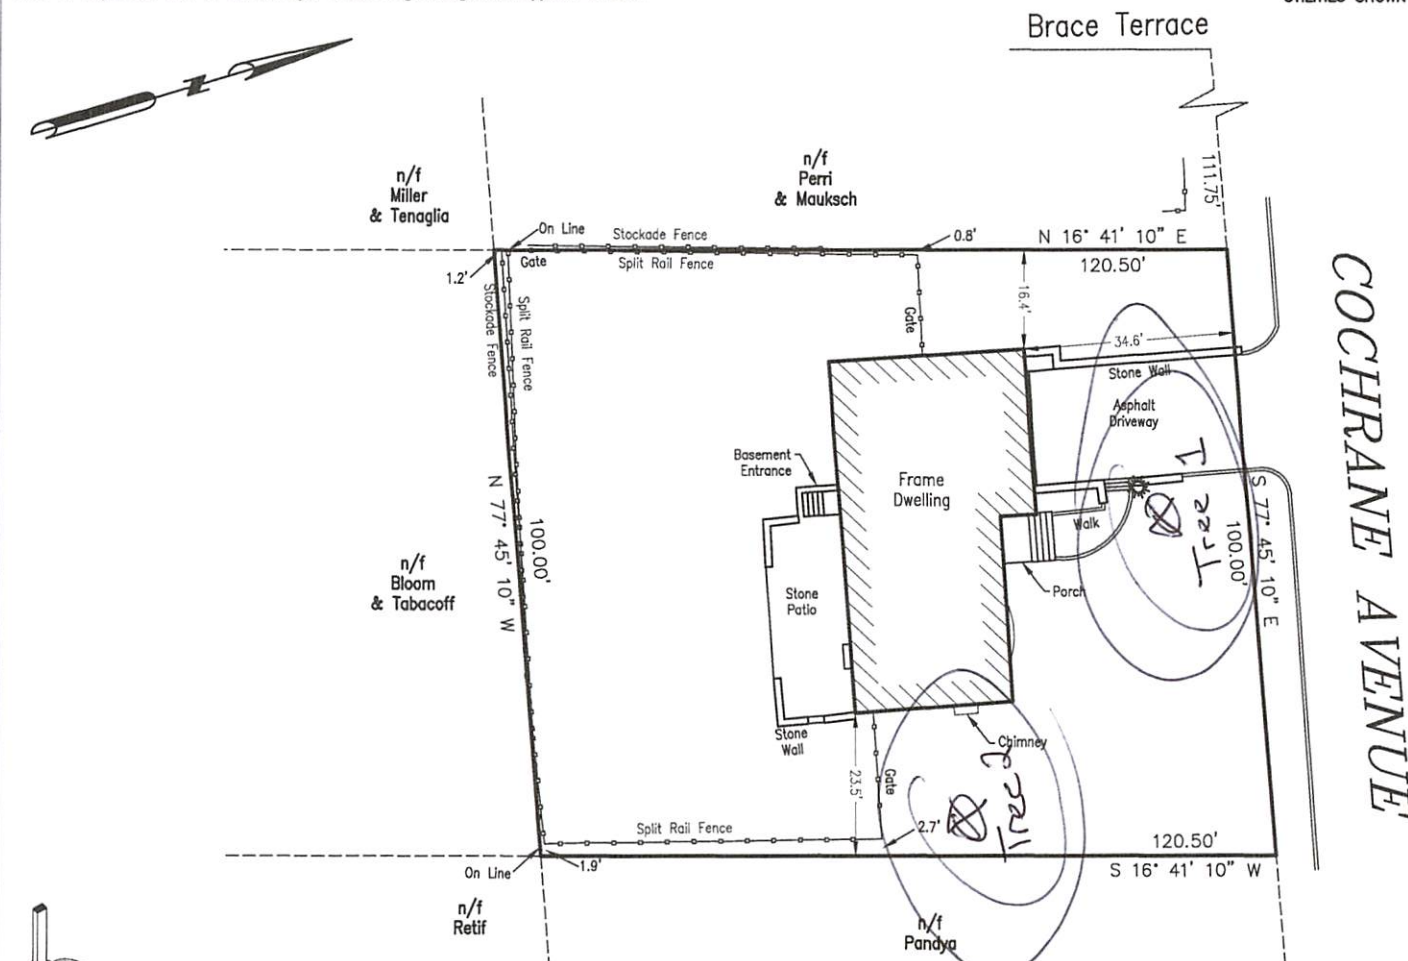 Brace Terrace
111.75'
N
n/f
Miller
& Tenaglia
n/f
Perri
& Mauksch
On Line
Stockade Fence
0.8'
N 16° 41' 10" E
Gate
Split Rail Fence
120.50'
1.2'
Stockade Fence
Split Rail Fence
Gate
16.4'
34.6'
Stone Wall
Asphalt
Driveway
COCHRANE AVENUE
Basement
Entrance
Frame
Dwelling
Tree 1
Walk
N 77° 45' 10" W
100.00'
S 77° 45' 10" E
100.00'
n/f
Bloom
& Tabacoff
Stone
Patio
Porch
Stone
Wall
Chimney
23.5'
Gate
Tree 2
Split Rail Fence
2.7'
120.50'
On Line
1.9'
S 16° 41' 10" W
n/f
Retif
n/f
Pandya